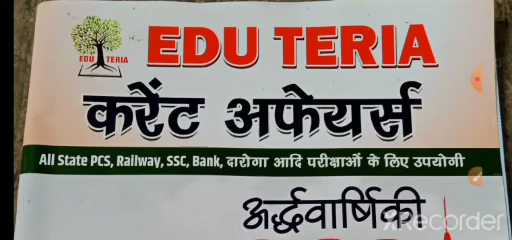 EDU TERIA
EDU TERIA
करैंट अफेयर्स
All State PCS, Railway, SSC, Bank, दारोगा आदि परीक्षाओं के लिए उपयोगी
अर्द्धवार्षिकी
Recorder